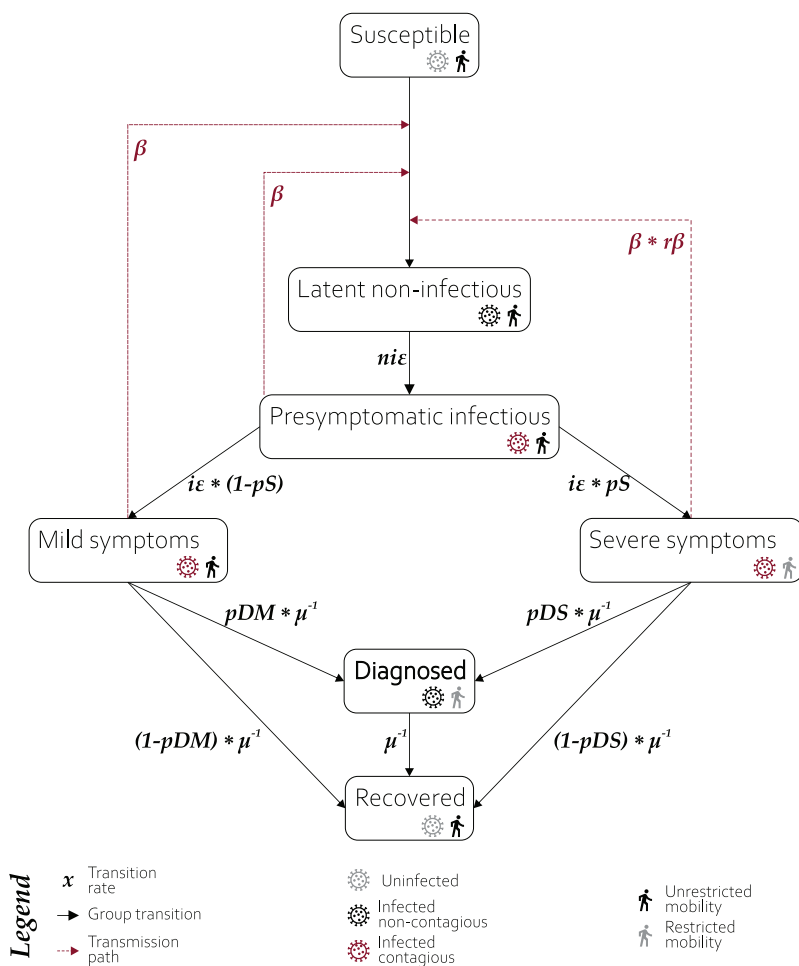 Susceptible
β
β
β * rβ
Latent non-infectious
niε
Presymptomatic infectious
iε * (1-pS)
iε * pS
Mild symptoms
Severe symptoms
pDM * μ⁻¹
pDS * μ⁻¹
Diagnosed
(1-pDM) * μ⁻¹
μ⁻¹
(1-pDS) * μ⁻¹
Recovered
Legend
x
Transition
rate
Group transition
Transmission
path
Uninfected
Infected
non-contagious
Infected
contagious
Unrestricted
mobility
Restricted
mobility